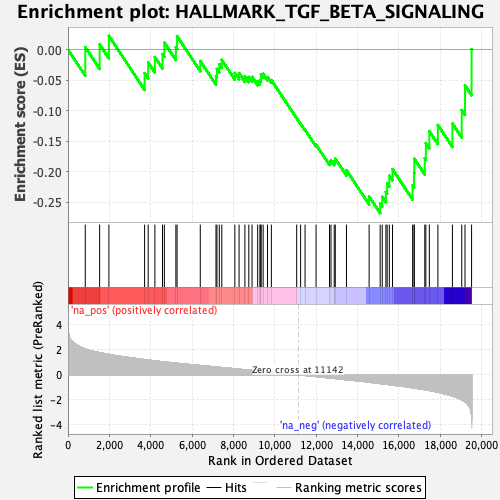 Enrichment plot: HALLMARK_TGF_BETA_SIGNALING
Enrichment score (ES)
0.00
-0.05
-0.10
-0.15
-0.20
-0.25
'na_pos' (positively correlated)
Ranked list metric (PreRanked)
4
2
0
-2
-4
Zero cross at 11142
'na_neg' (negatively correlated)
0 2,000 4,000 6,000 8,000 10,000 12,000 14,000 16,000 18,000 20,000
Rank in Ordered Dataset
Enrichment profile Hits Ranking metric scores